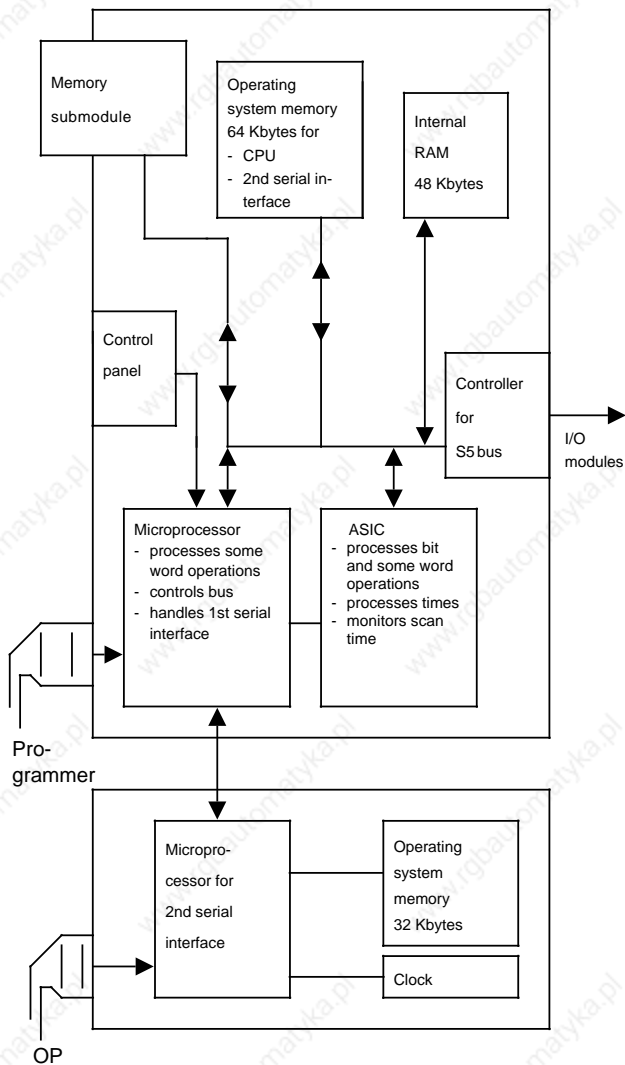 Memory
submodule
Operating
system memory
64 Kbytes for
- CPU
- 2nd serial in-
terface
Internal
RAM
48 Kbytes
Control
panel
Controller
for
S5 bus
I/O
modules
Microprocessor
- processes some
word operations
- controls bus
- handles 1st serial
interface
ASIC
- processes bit
and some word
operations
- processes times
- monitors scan
time
Pro-
grammer
Micropro-
cessor for
2nd serial
interface
Operating
system
memory
32 Kbytes
Clock
OP
www.rgbautomatyka.pl